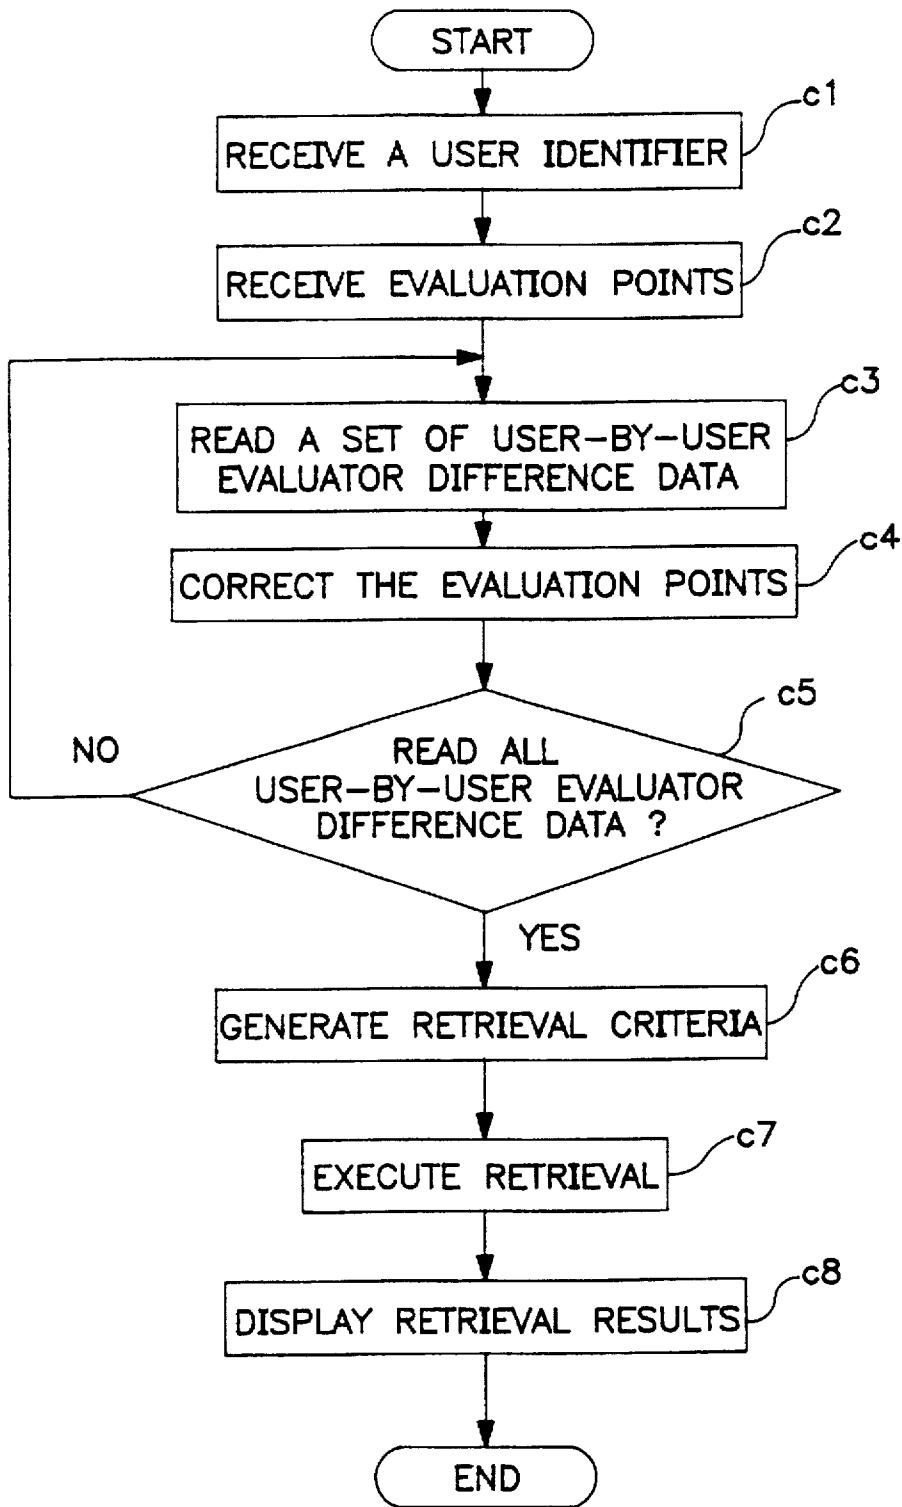 START
c1
RECEIVE A USER IDENTIFIER
c2
RECEIVE EVALUATION POINTS
c3
READ A SET OF USER-BY-USER
EVALUATOR DIFFERENCE DATA
c4
CORRECT THE EVALUATION POINTS
c5
NO
READ ALL
USER-BY-USER EVALUATOR
DIFFERENCE DATA ?
YES
c6
GENERATE RETRIEVAL CRITERIA
c7
EXECUTE RETRIEVAL
c8
DISPLAY RETRIEVAL RESULTS
END